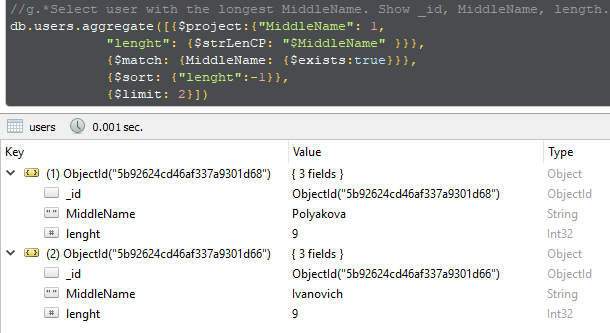 //g.*Select user with the longest MiddleName. Show _id, MiddleName, length.
db.users.aggregate([{$project:{"MiddleName": 1,
"lenght": {$strLenCP: "$MiddleName" }}},
{$match: {MiddleName: {$exists:true}}},
{$sort: {"lenght":-1}},
{$limit: 2}])
users 0.001 sec.
Key Value Type
(1) ObjectId("5b92624cd46af337a9301d68") { 3 fields } Object
_id ObjectId("5b92624cd46af337a9301d68") ObjectId
MiddleName Polyakova String
lenght 9 Int32
(2) ObjectId("5b92624cd46af337a9301d66") { 3 fields } Object
_id ObjectId("5b92624cd46af337a9301d66") ObjectId
MiddleName Ivanovich String
lenght 9 Int32